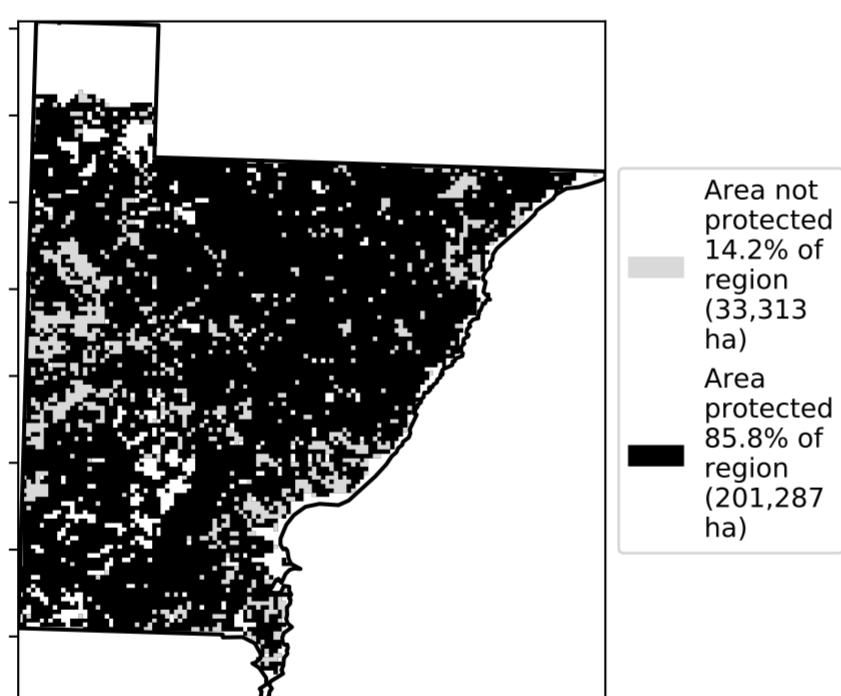 Area not
protected
14.2% of
region
(33,313
ha)
Area
protected
85.8% of
region
(201,287
ha)